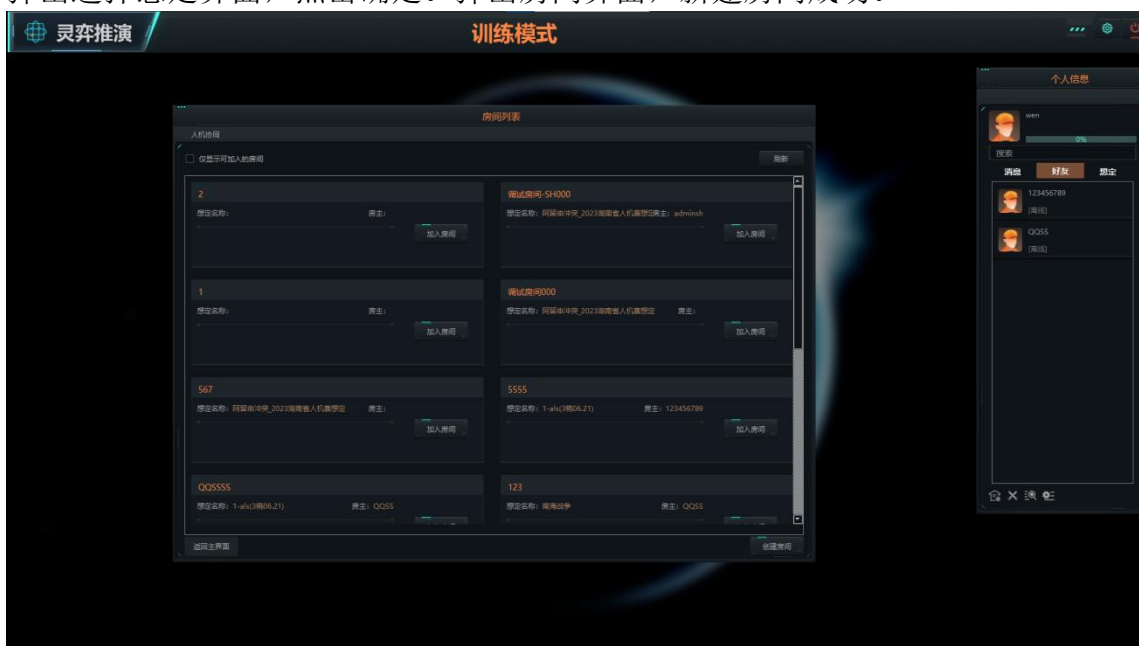 弹出选择想定界面，点击确定。弹出房间界面，新建房间成功。
灵弈推演
训练模式
个人信息
wen
0%
搜索
消息 好友 想定
123456789
[离线]
QQSS
[离线]
房间列表
人机协同
仅显示可加入的房间
刷新
2
想定名称： 房主：
加入房间
调试房间-SH000
想定名称：阿留申冲突_2023湖南省人机赛想定房主：adminsh
加入房间
1
想定名称： 房主：
加入房间
调试房间000
想定名称：阿留申冲突_2023湖南省人机赛想定 房主：
加入房间
567
想定名称：阿留申冲突_2023湖南省人机赛想定 房主：
加入房间
5555
想定名称：1-alx(3稿06.21) 房主：123456789
加入房间
QQSSSS
想定名称：1-alx(3稿06.21) 房主：QQSS
123
想定名称：南海战争 房主：QQSS
返回主界面
创建房间